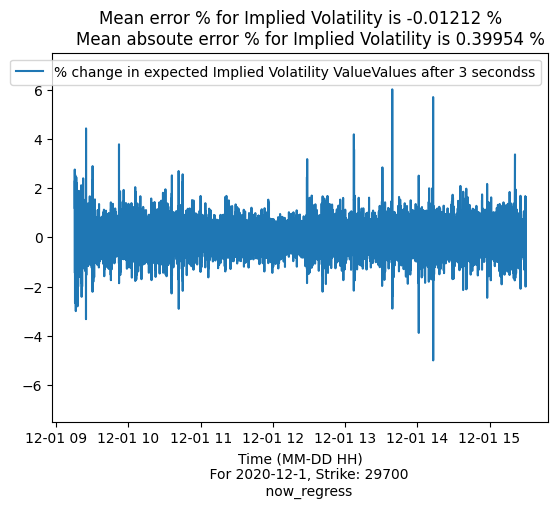 Mean error % for Implied Volatility is -0.01212 %
Mean absoute error % for Implied Volatility is 0.39954 %
% change in expected Implied Volatility ValueValues after 3 secondss
6
4
2
0
−2
−4
−6
12-01 09 12-01 10 12-01 11 12-01 12 12-01 13 12-01 14 12-01 15
Time (MM-DD HH)
For 2020-12-1, Strike: 29700
now_regress